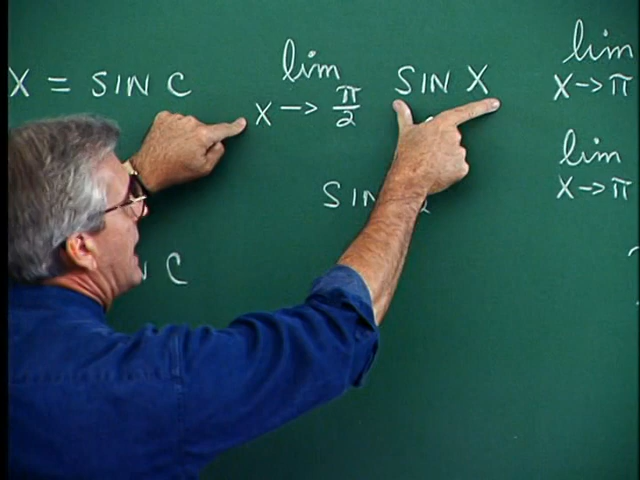 X = SIN C
lim SIN X
X → π/2
SIN
C
lim
X → π
lim
X → π